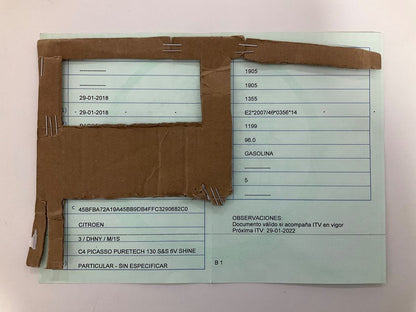 29-01-2018
29-01-2018
45BFBA72A19A45BB9DB4FFC3290682C0
CITROEN
3 / DHNY / M/1S
C4 PICASSO PURETECH 130 S&S 6V SHINE
PARTICULAR - SIN ESPECIFICAR
1905
1905
1355
E2*2007/46*0356*14
1199
96.0
GASOLINA
5
OBSERVACIONES:
Documento válido si acompaña ITV en vigor
Próxima ITV: 29-01-2022
B 1